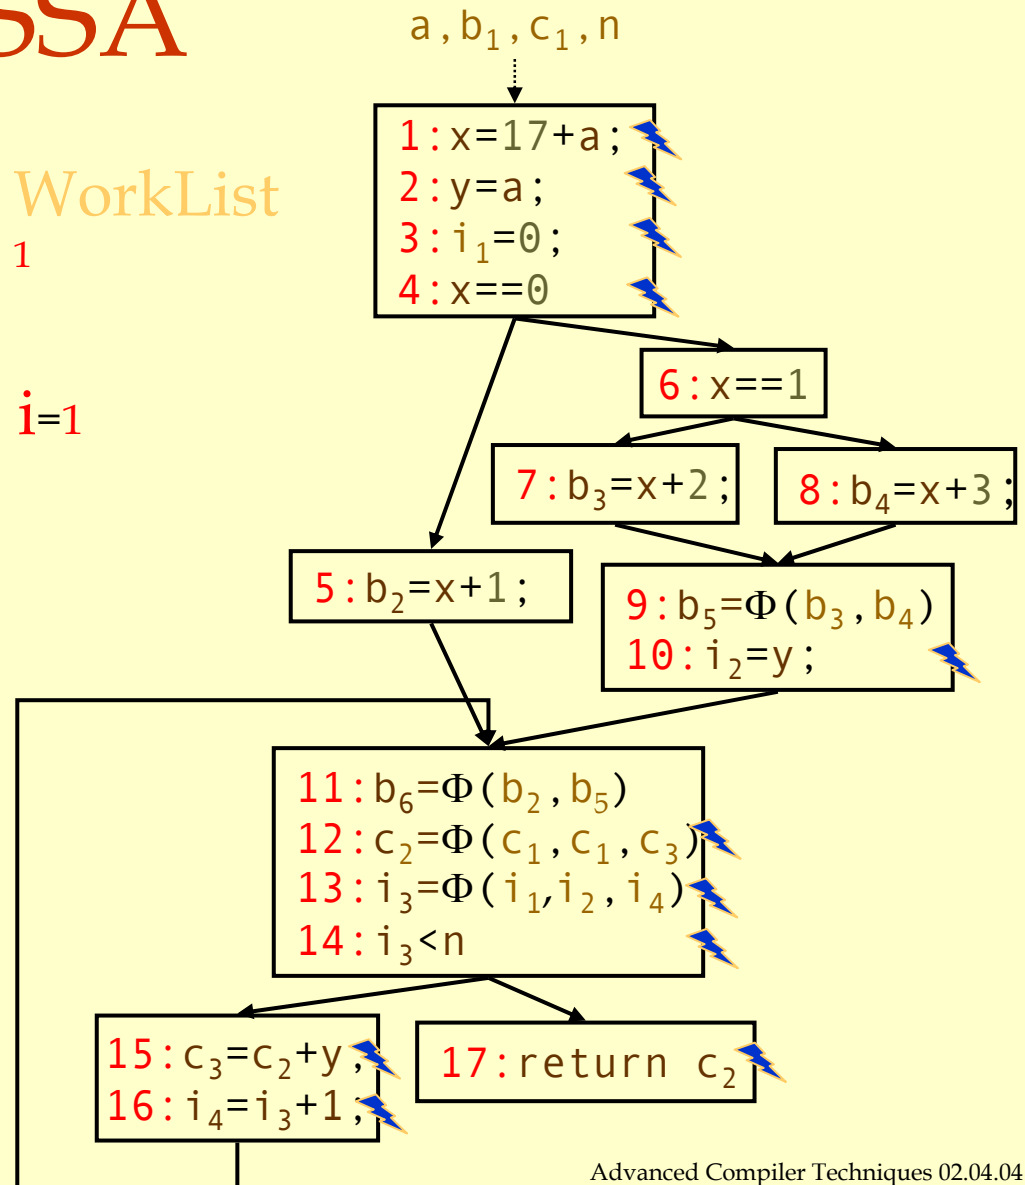 SSA
a,b₁,c₁,n
1:x=17+a;
2:y=a;
3:i₁=0;
4:x==0
WorkList
1
i=1
6:x==1
7:b₃=x+2;
8:b₄=x+3;
5:b₂=x+1;
9:b₅=Φ(b₃,b₄)
10:i₂=y;
11:b₆=Φ(b₂,b₅)
12:c₂=Φ(c₁,c₁,c₃)
13:i₃=Φ(i₁,i₂,i₄)
14:i₃<n
15:c₃=c₂+y;
16:i₄=i₃+1;
17:return c₂
Advanced Compiler Techniques 02.04.04